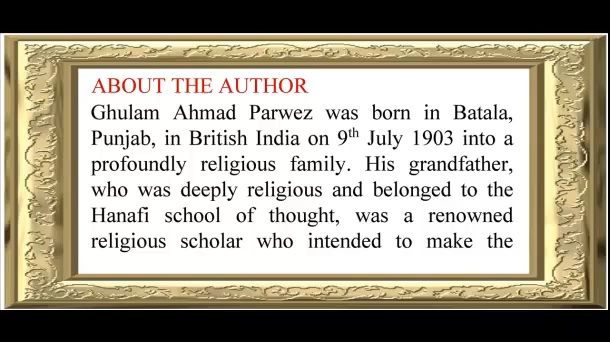 ABOUT THE AUTHOR
Ghulam Ahmad Parwez was born in Batala,
Punjab, in British India on 9th July 1903 into a
profoundly religious family. His grandfather,
who was deeply religious and belonged to the
Hanafi school of thought, was a renowned
religious scholar who intended to make the